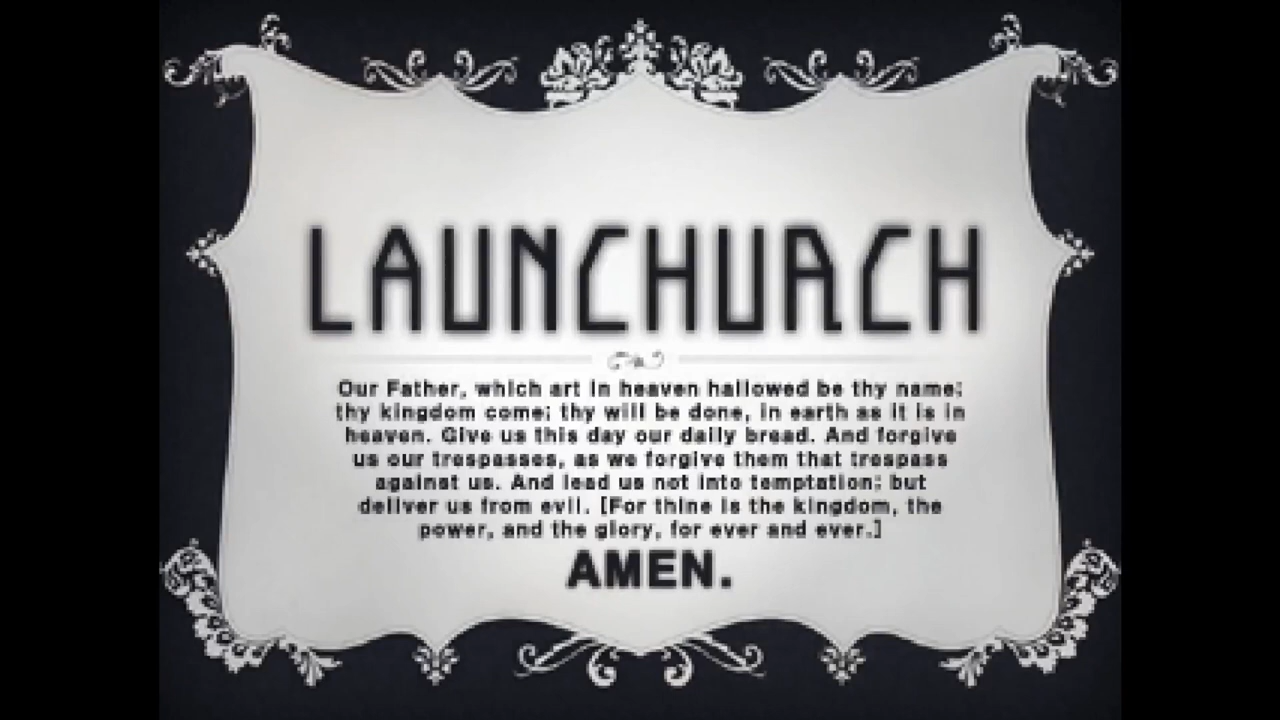 LAUNCHURCH
Our Father, which art in heaven hallowed be thy name;
thy kingdom come; thy will be done, in earth as it is in
heaven. Give us this day our daily bread. And forgive
us our trespasses, as we forgive them that trespass
against us. And lead us not into temptation; but
deliver us from evil. [For thine is the kingdom, the
power, and the glory, for ever and ever.]
AMEN.